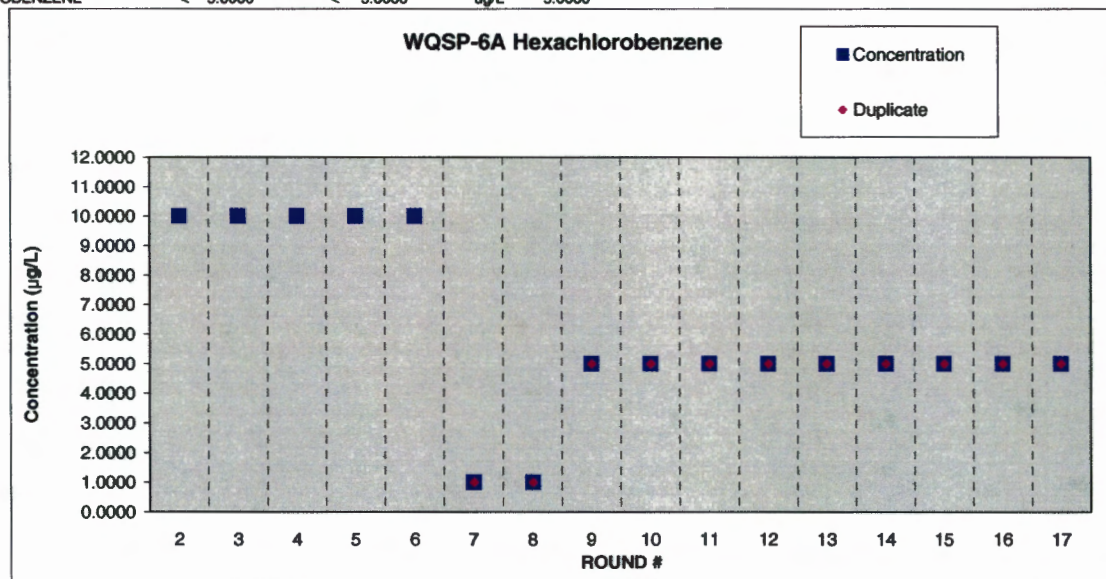 WQSP-6A Hexachlorobenzene
Concentration
Duplicate
12.0000
11.0000
10.0000
9.0000
8.0000
7.0000
6.0000
5.0000
4.0000
3.0000
2.0000
1.0000
0.0000
Concentration (µg/L)
2 3 4 5 6 7 8 9 10 11 12 13 14 15 16 17
ROUND #